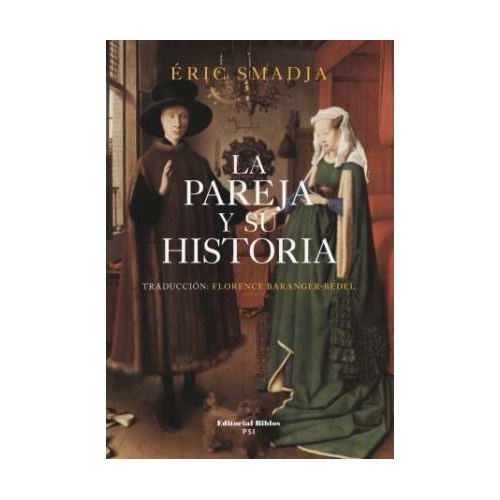 ÉRIC SMADJA
LA
PAREJA
Y SU
HISTORIA
TRADUCCIÓN: FLORENCE BARANGER-BEDEL
Editorial Biblos
PSI